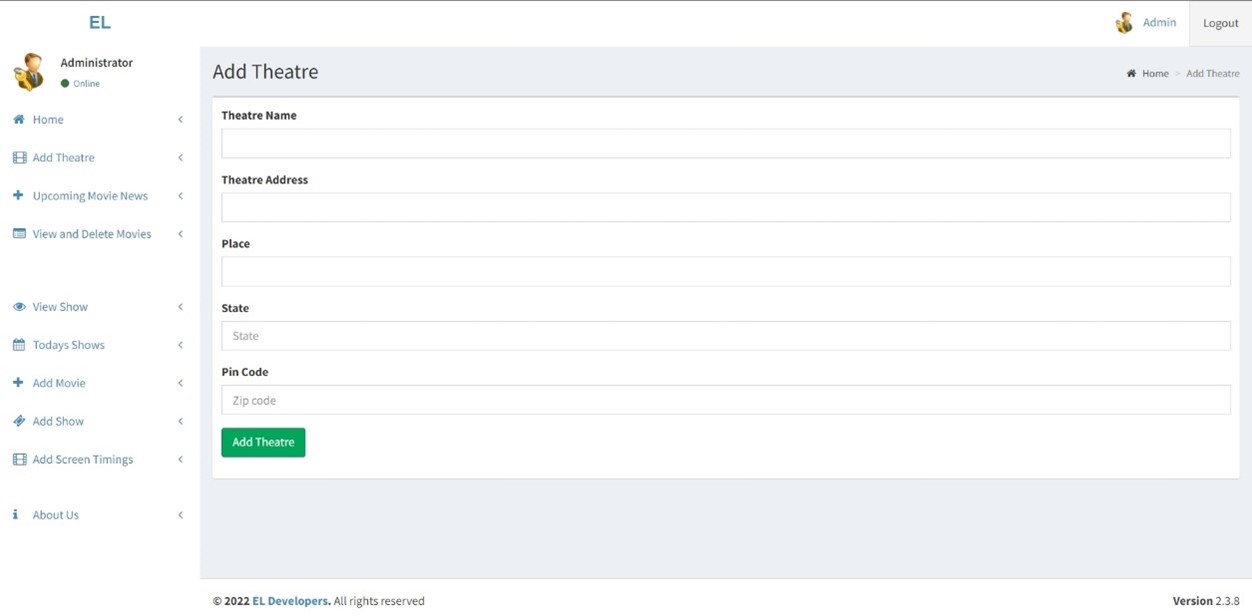 EL
Admin
Logout
Administrator
Online
Home
Add Theatre
Upcoming Movie News
View and Delete Movies
View Show
Todays Shows
Add Movie
Add Show
Add Screen Timings
About Us
Add Theatre
Home > Add Theatre
Theatre Name
Theatre Address
Place
State
State
Pin Code
Zip code
Add Theatre
© 2022 EL Developers. All rights reserved
Version 2.3.8